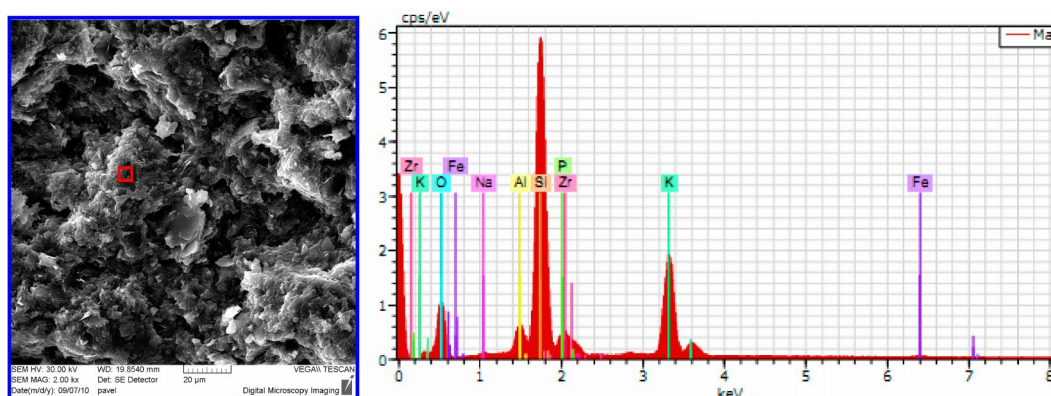 SEM HV: 30.00 kV WD: 19.8540 mm VEGA\\ TESCAN
SEM MAG: 2.00 kx Det: SE Detector 20 μm
Date(m/d/y): 09/07/10 pavel Digital Microscopy Imaging
cps/eV
Ma
6
5
4
3
2
1
0
Zr Fe P
K O Na Al Si Zr K Fe
0 1 2 3 4 5 6 7 8
keV